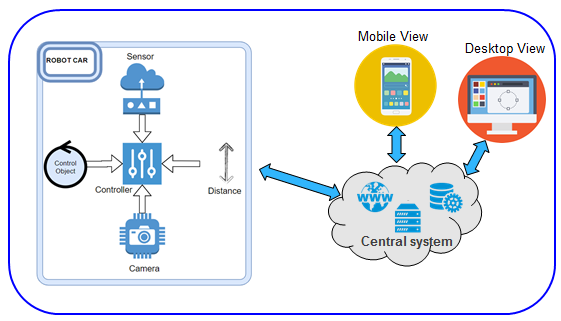 ROBOT CAR
Sensor
Control
Object
Controller
Distance
Camera
Mobile View
Desktop View
WWW
Central system